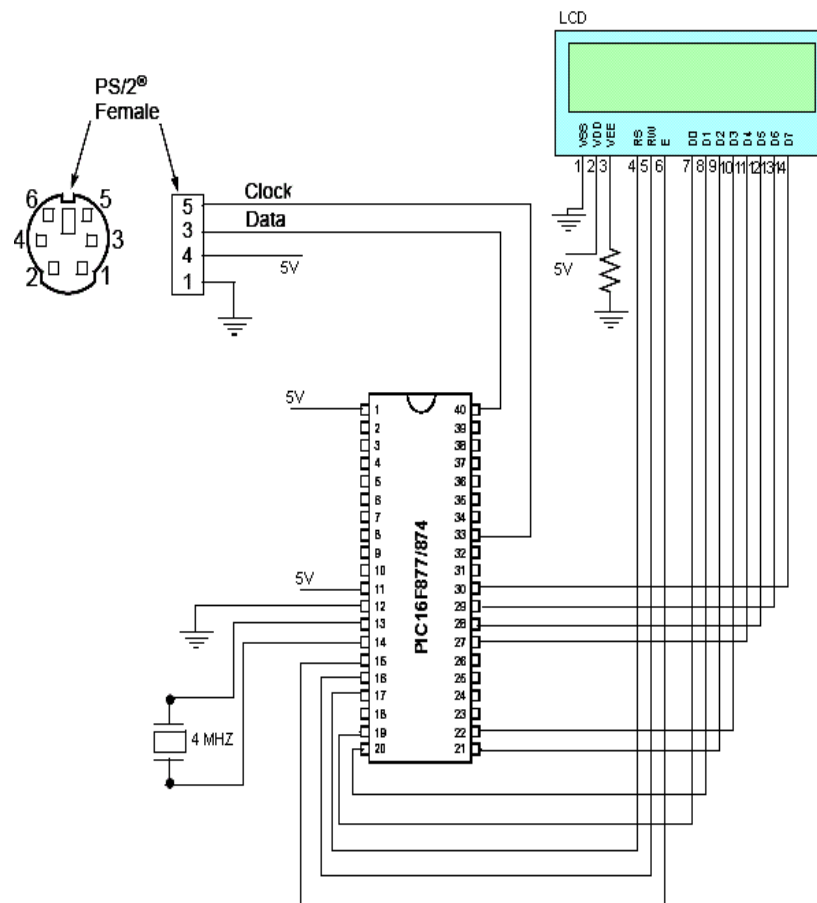 LCD
PS/2®
Female
VSS VDD VEE RS R/W E D0 D1 D2 D3 D4 D5 D6 D7
1 2 3 4 5 6 7 8 9 10 11 12 13 14
6 5
4 3
2 1
5 Clock
3 Data
4 5V
1
5V
5V
1 40
2 39
3 38
4 37
5 36
6 35
7 34
8 33
9 32
10 31
5V
11 30
12 29
13 28
14 27
15 26
16 25
17 24
18 23
19 22
20 21
PIC16F877/874
4 MHZ